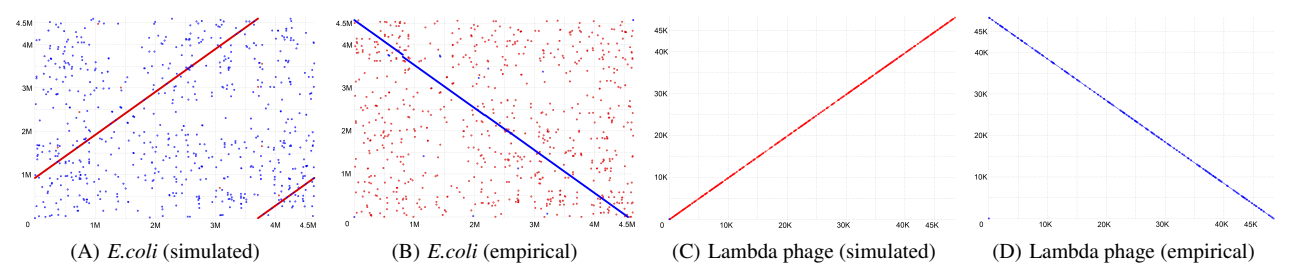 4.5M
4M
3M
2M
1M
0
1M
2M
3M
4M
4.5M
(A) E.coli (simulated)
4.5M
4M
3M
2M
1M
0
1M
2M
3M
4M
4.5M
(B) E.coli (empirical)
45K
40K
30K
20K
10K
0
10K
20K
30K
40K
45K
(C) Lambda phage (simulated)
45K
40K
30K
20K
10K
0
10K
20K
30K
40K
45K
(D) Lambda phage (empirical)